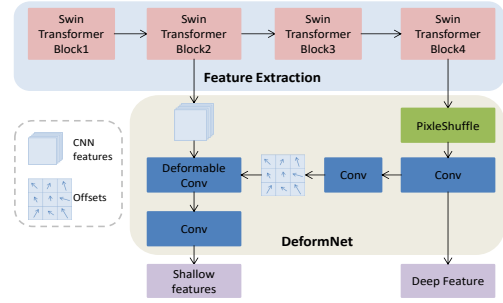 Swin
Transformer
Block1
Swin
Transformer
Block2
Swin
Transformer
Block3
Swin
Transformer
Block4
Feature Extraction
CNN
features
Offsets
PixleShuffle
Deformable
Conv
Conv
Conv
Conv
DeformNet
Shallow
features
Deep Feature